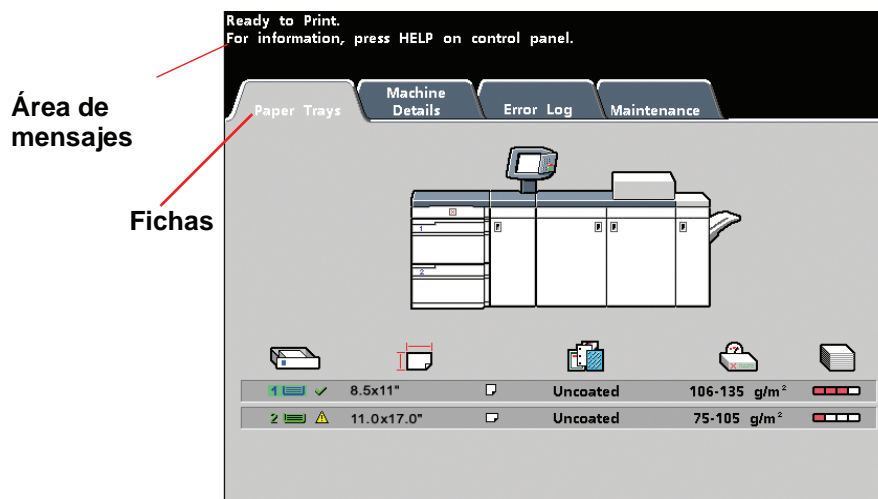 Ready to Print.
For information, press HELP on control panel.
Área de
mensajes
Paper Trays
Machine
Details
Error Log
Maintenance
Fichas
1
2
1 8.5x11" Uncoated 106-135 g/m²
2 11.0x17.0" Uncoated 75-105 g/m²